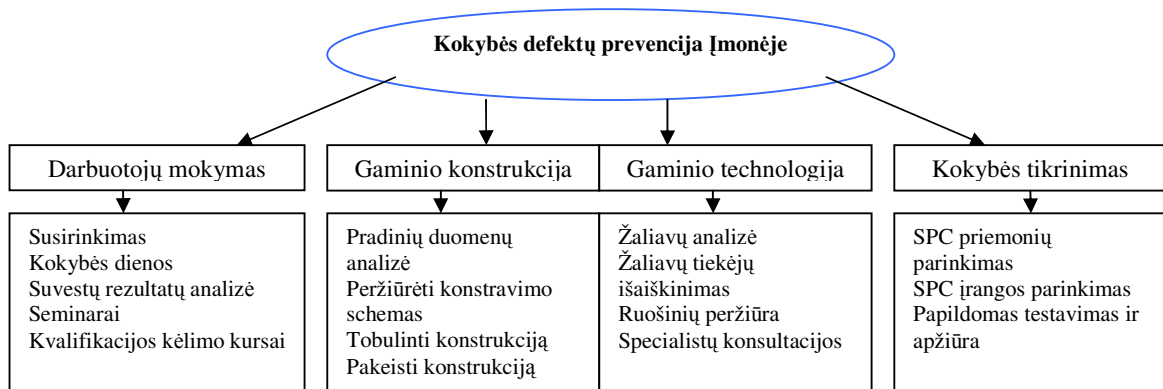 Kokybės defektų prevencija Įmonėje
Darbuotojų mokymas
Gaminio konstrukcija
Gaminio technologija
Kokybės tikrinimas
Susirinkimas
Kokybės dienos
Suvestų rezultatų analizė
Seminarai
Kvalifikacijos kėlimo kursai
Pradinių duomenų
analizė
Peržiūrėti konstravimo
schemas
Tobulinti konstrukciją
Pakeisti konstrukciją
Žaliavų analizė
Žaliavų tiekėjų
išaiškinimas
Ruošinių peržiūra
Specialistų konsultacijos
SPC priemonių
parinkimas
SPC įrangos parinkimas
Papildomas testavimas ir
apžiūra